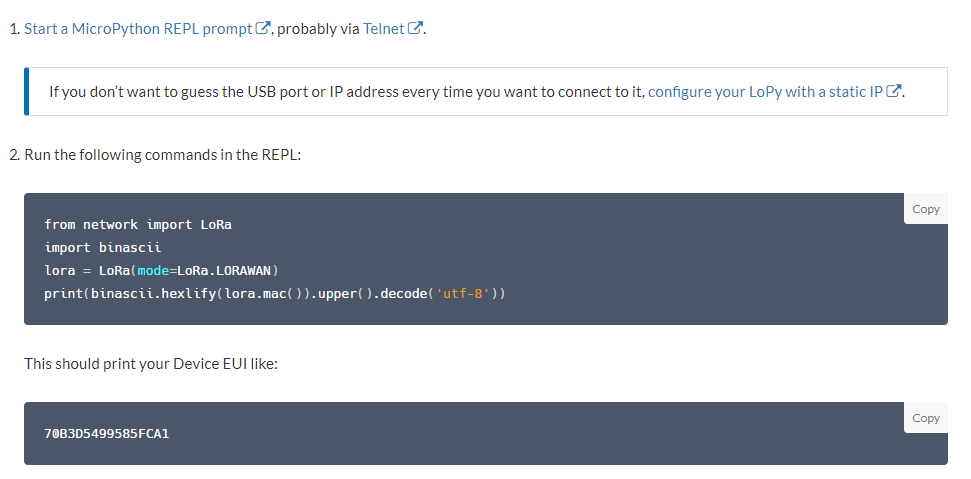 1. Start a MicroPython REPL prompt, probably via Telnet.
If you don't want to guess the USB port or IP address every time you want to connect to it, configure your LoPy with a static IP.
2. Run the following commands in the REPL:
Copy
from network import LoRa
import binascii
lora = LoRa(mode=LoRa.LORAWAN)
print(binascii.hexlify(lora.mac()).upper().decode('utf-8'))
This should print your Device EUI like:
Copy
70B3D5499585FCA1